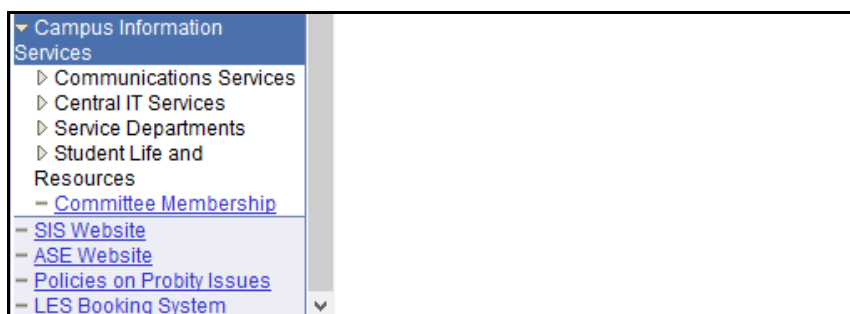 Campus Information
Services
Communications Services
Central IT Services
Service Departments
Student Life and
Resources
Committee Membership
SIS Website
ASE Website
Policies on Probity Issues
LES Booking System